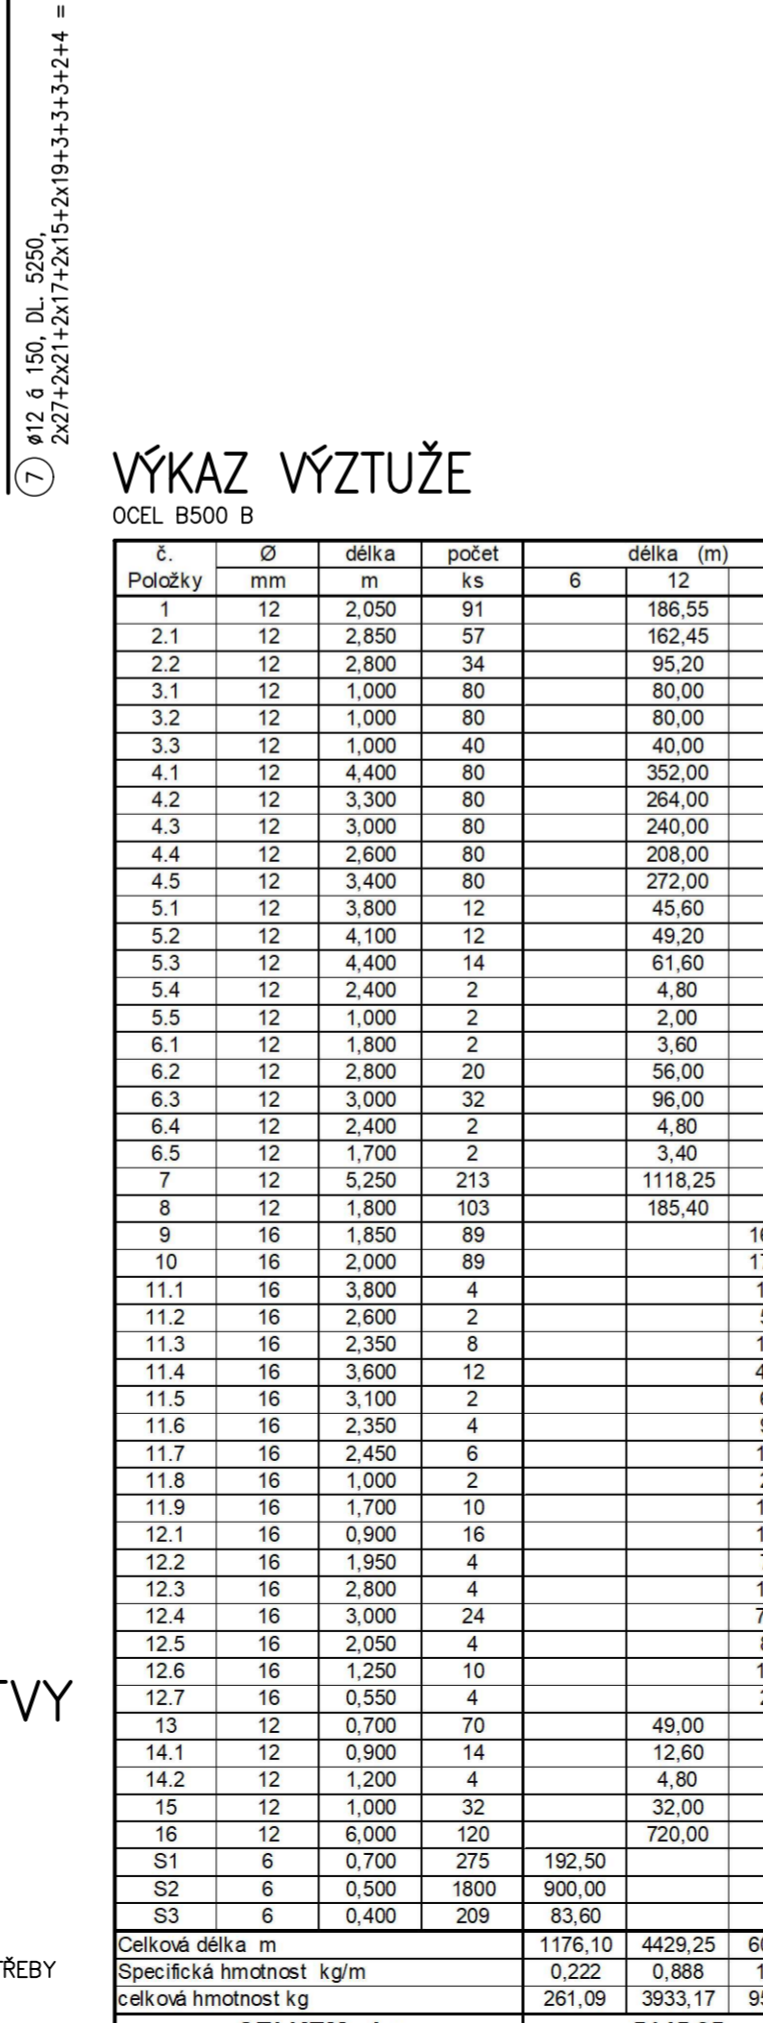 7 ø12 á 150, DL. 5250,
2x27+2x21+2x17+2x15+2x19+3+3+3+2+4 =
VÝKAZ VÝZTUŽE
OCEL B500 B
č. Ø délka počet délka (m)
Položky mm m ks 6 12
1 12 2,050 91 186,55
2.1 12 2,850 57 162,45
2.2 12 2,800 34 95,20
3.1 12 1,000 80 80,00
3.2 12 1,000 80 80,00
3.3 12 1,000 40 40,00
4.1 12 4,400 80 352,00
4.2 12 3,300 80 264,00
4.3 12 3,000 80 240,00
4.4 12 2,600 80 208,00
4.5 12 3,400 80 272,00
5.1 12 3,800 12 45,60
5.2 12 4,100 12 49,20
5.3 12 4,400 14 61,60
5.4 12 2,400 2 4,80
5.5 12 1,000 2 2,00
6.1 12 1,800 2 3,60
6.2 12 2,800 20 56,00
6.3 12 3,000 32 96,00
6.4 12 2,400 2 4,80
6.5 12 1,700 2 3,40
7 12 5,250 213 1118,25
8 12 1,800 103 185,40
9 16 1,850 89
10 16 2,000 89
11.1 16 3,800 4
11.2 16 2,600 2
11.3 16 2,350 8
11.4 16 3,600 12
11.5 16 3,100 2
11.6 16 2,350 4
11.7 16 2,450 6
11.8 16 1,000 2
11.9 16 1,700 10
12.1 16 0,900 16
12.2 16 1,950 4
12.3 16 2,800 4
12.4 16 3,000 24
12.5 16 2,050 4
12.6 16 1,250 10
12.7 16 0,550 4
13 12 0,700 70 49,00
14.1 12 0,900 14 12,60
14.2 12 1,200 4 4,80
15 12 1,000 32 32,00
16 12 6,000 120 720,00
S1 6 0,700 275 192,50
S2 6 0,500 1800 900,00
S3 6 0,400 209 83,60
Celková délka m 1176,10 4429,25
Specifická hmotnost kg/m 0,222 0,888
celková hmotnost kg 261,09 3933,17
TVY
TŘEBY